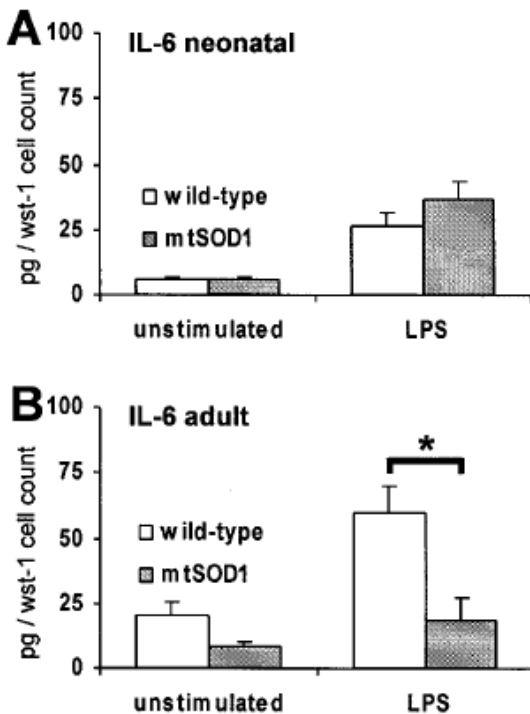 A
IL-6 neonatal
pg / wst-1 cell count
100
75
50
25
0
wild-type
mtSOD1
unstimulated
LPS
B
IL-6 adult
pg / wst-1 cell count
100
75
50
25
0
*
wild-type
mtSOD1
unstimulated
LPS